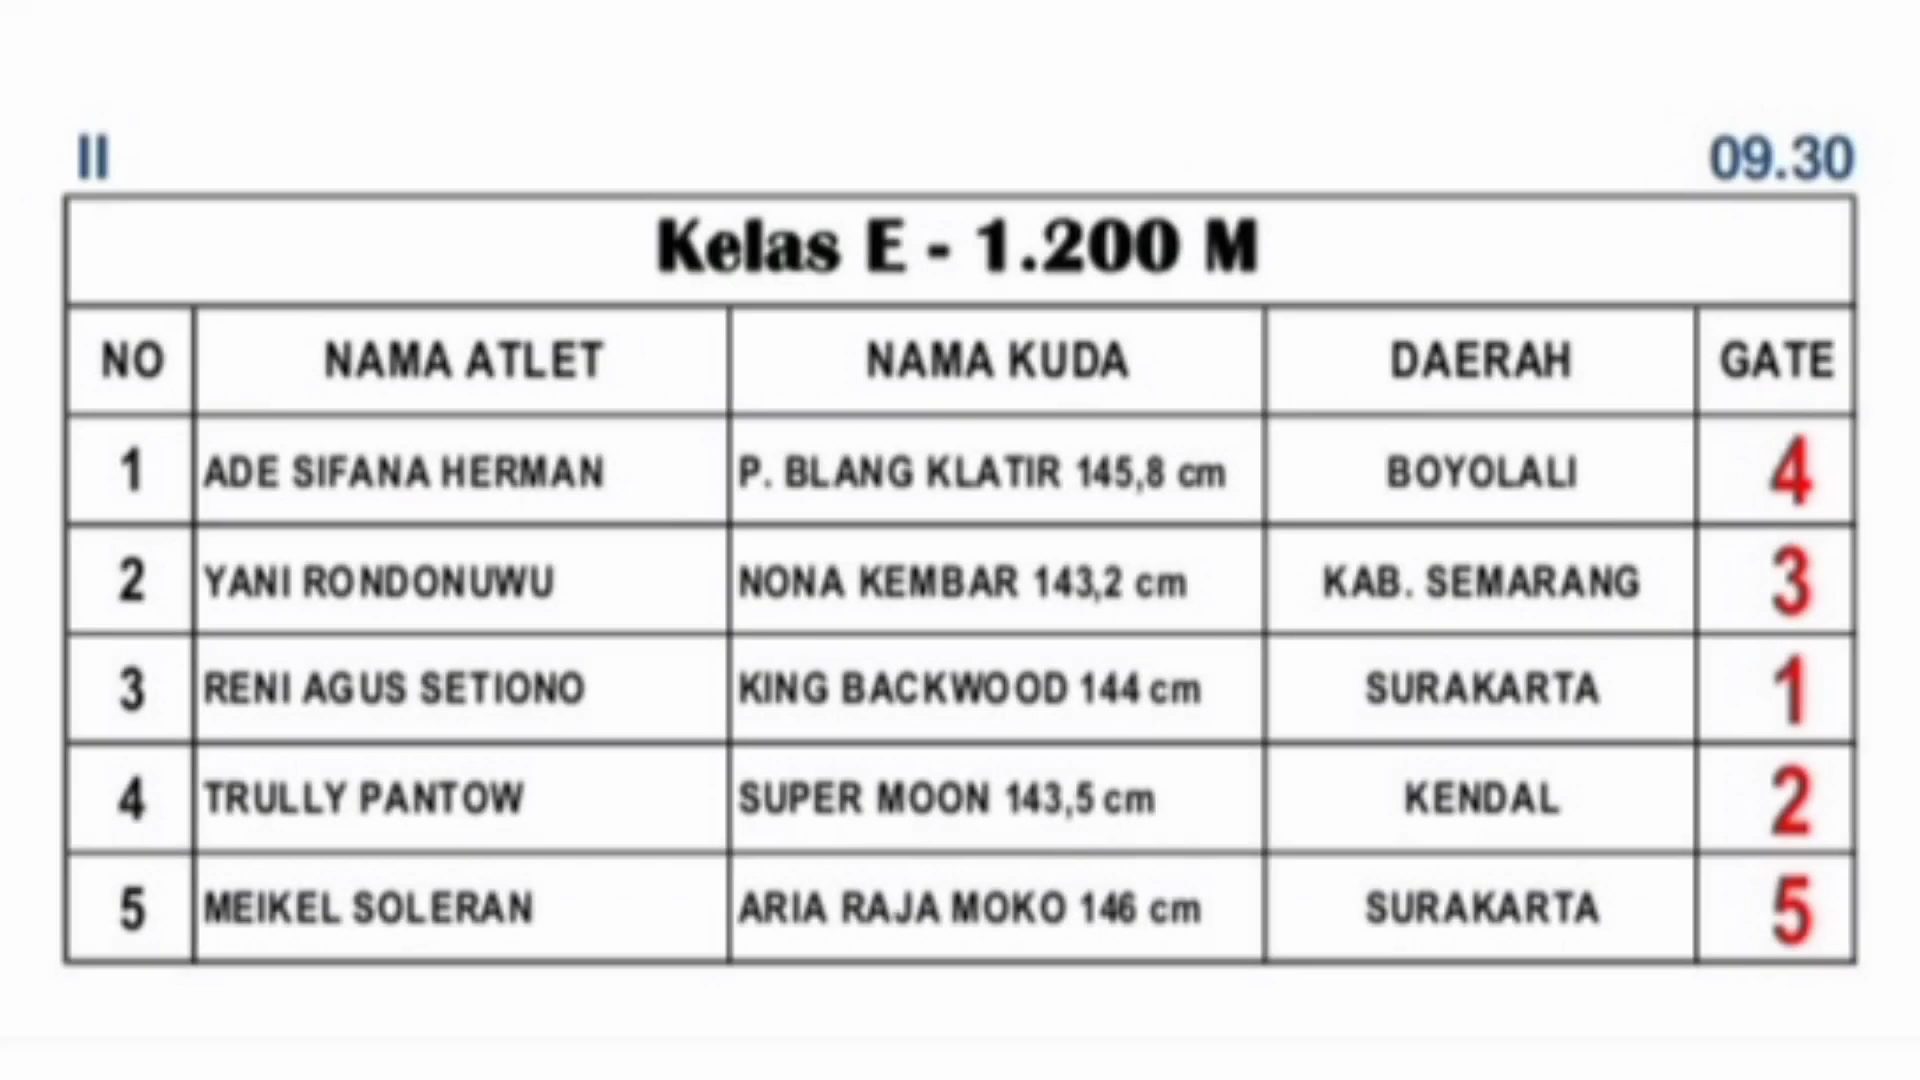 II 09.30
Kelas E - 1.200 M
NO NAMA ATLET NAMA KUDA DAERAH GATE
1 ADE SIFANA HERMAN P. BLANG KLATIR 145,8 cm BOYOLALI 4
2 YANI RONDONUWU NONA KEMBAR 143,2 cm KAB. SEMARANG 3
3 RENI AGUS SETIONO KING BACKWOOD 144 cm SURAKARTA 1
4 TRULLY PANTOW SUPER MOON 143,5 cm KENDAL 2
5 MEIKEL SOLERAN ARIA RAJA MOKO 146 cm SURAKARTA 5